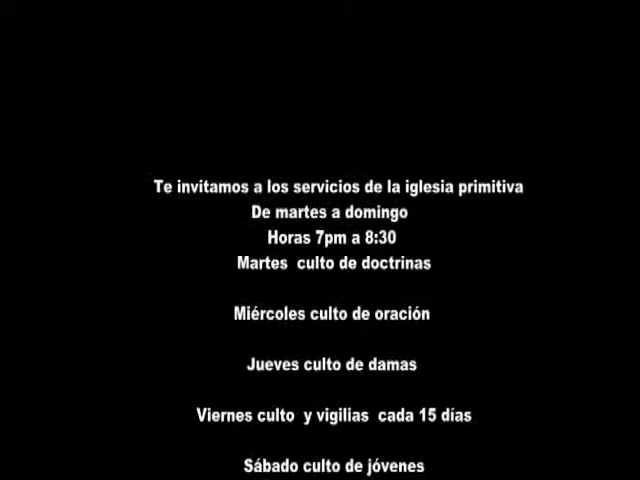 Te invitamos a los servicios de la iglesia primitiva
De martes a domingo
Horas 7pm a 8:30
Martes  culto de doctrinas
Miércoles culto de oración
Jueves culto de damas
Viernes culto  y vigilias  cada 15 días
Sábado culto de jóvenes